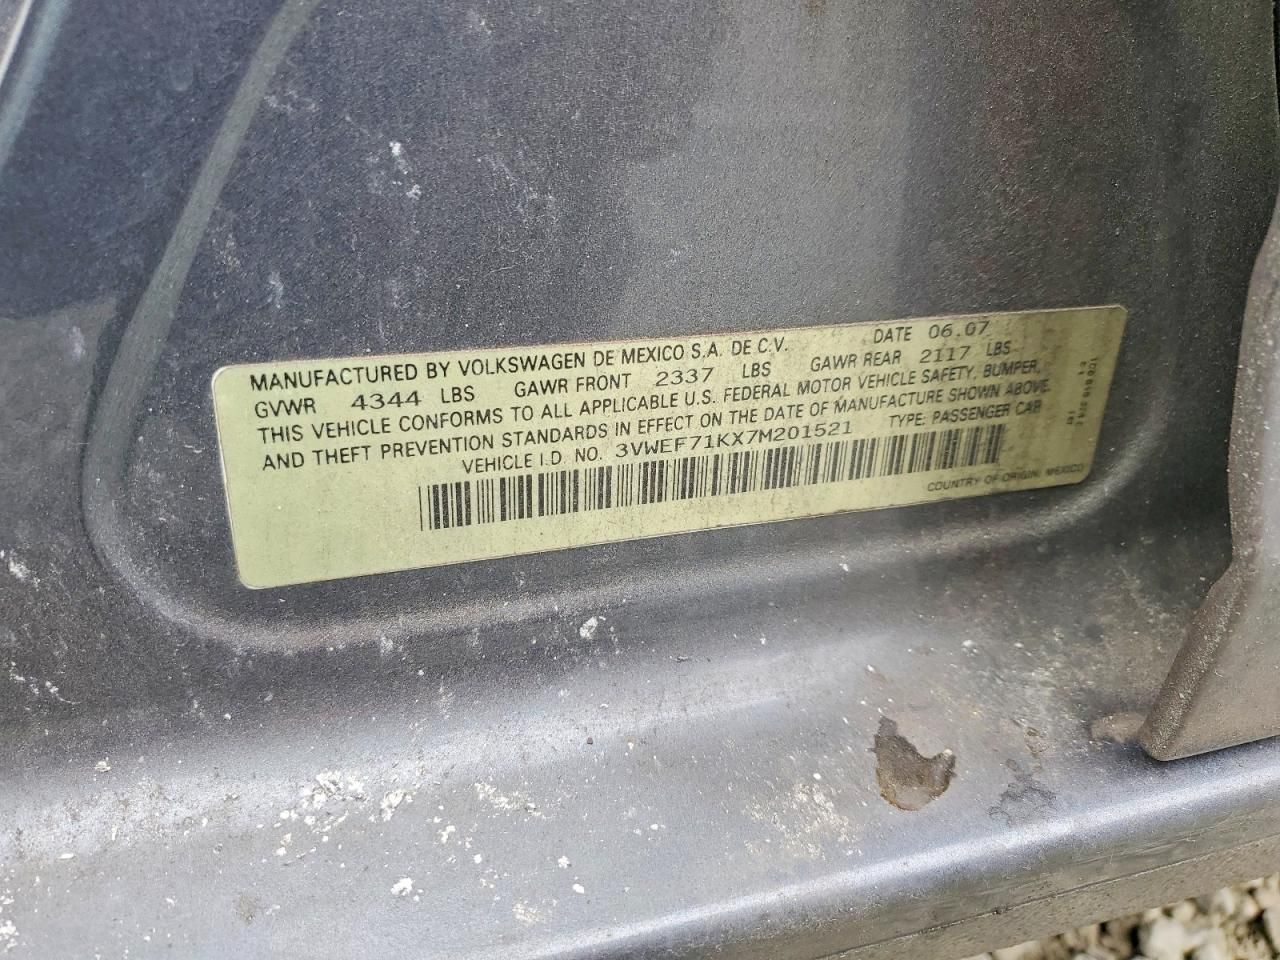 MANUFACTURED BY VOLKSWAGEN DE MEXICO S.A. DE C.V. DATE 06.07
GVWR 4344 LBS GAWR FRONT 2337 LBS GAWR REAR 2117 LBS
THIS VEHICLE CONFORMS TO ALL APPLICABLE U.S. FEDERAL MOTOR VEHICLE SAFETY, BUMPER,
AND THEFT PREVENTION STANDARDS IN EFFECT ON THE DATE OF MANUFACTURE SHOWN ABOVE.
VEHICLE I.D. NO. 3VWEF71KX7M201521 TYPE: PASSENGER CAR
COUNTRY OF ORIGIN: MEXICO